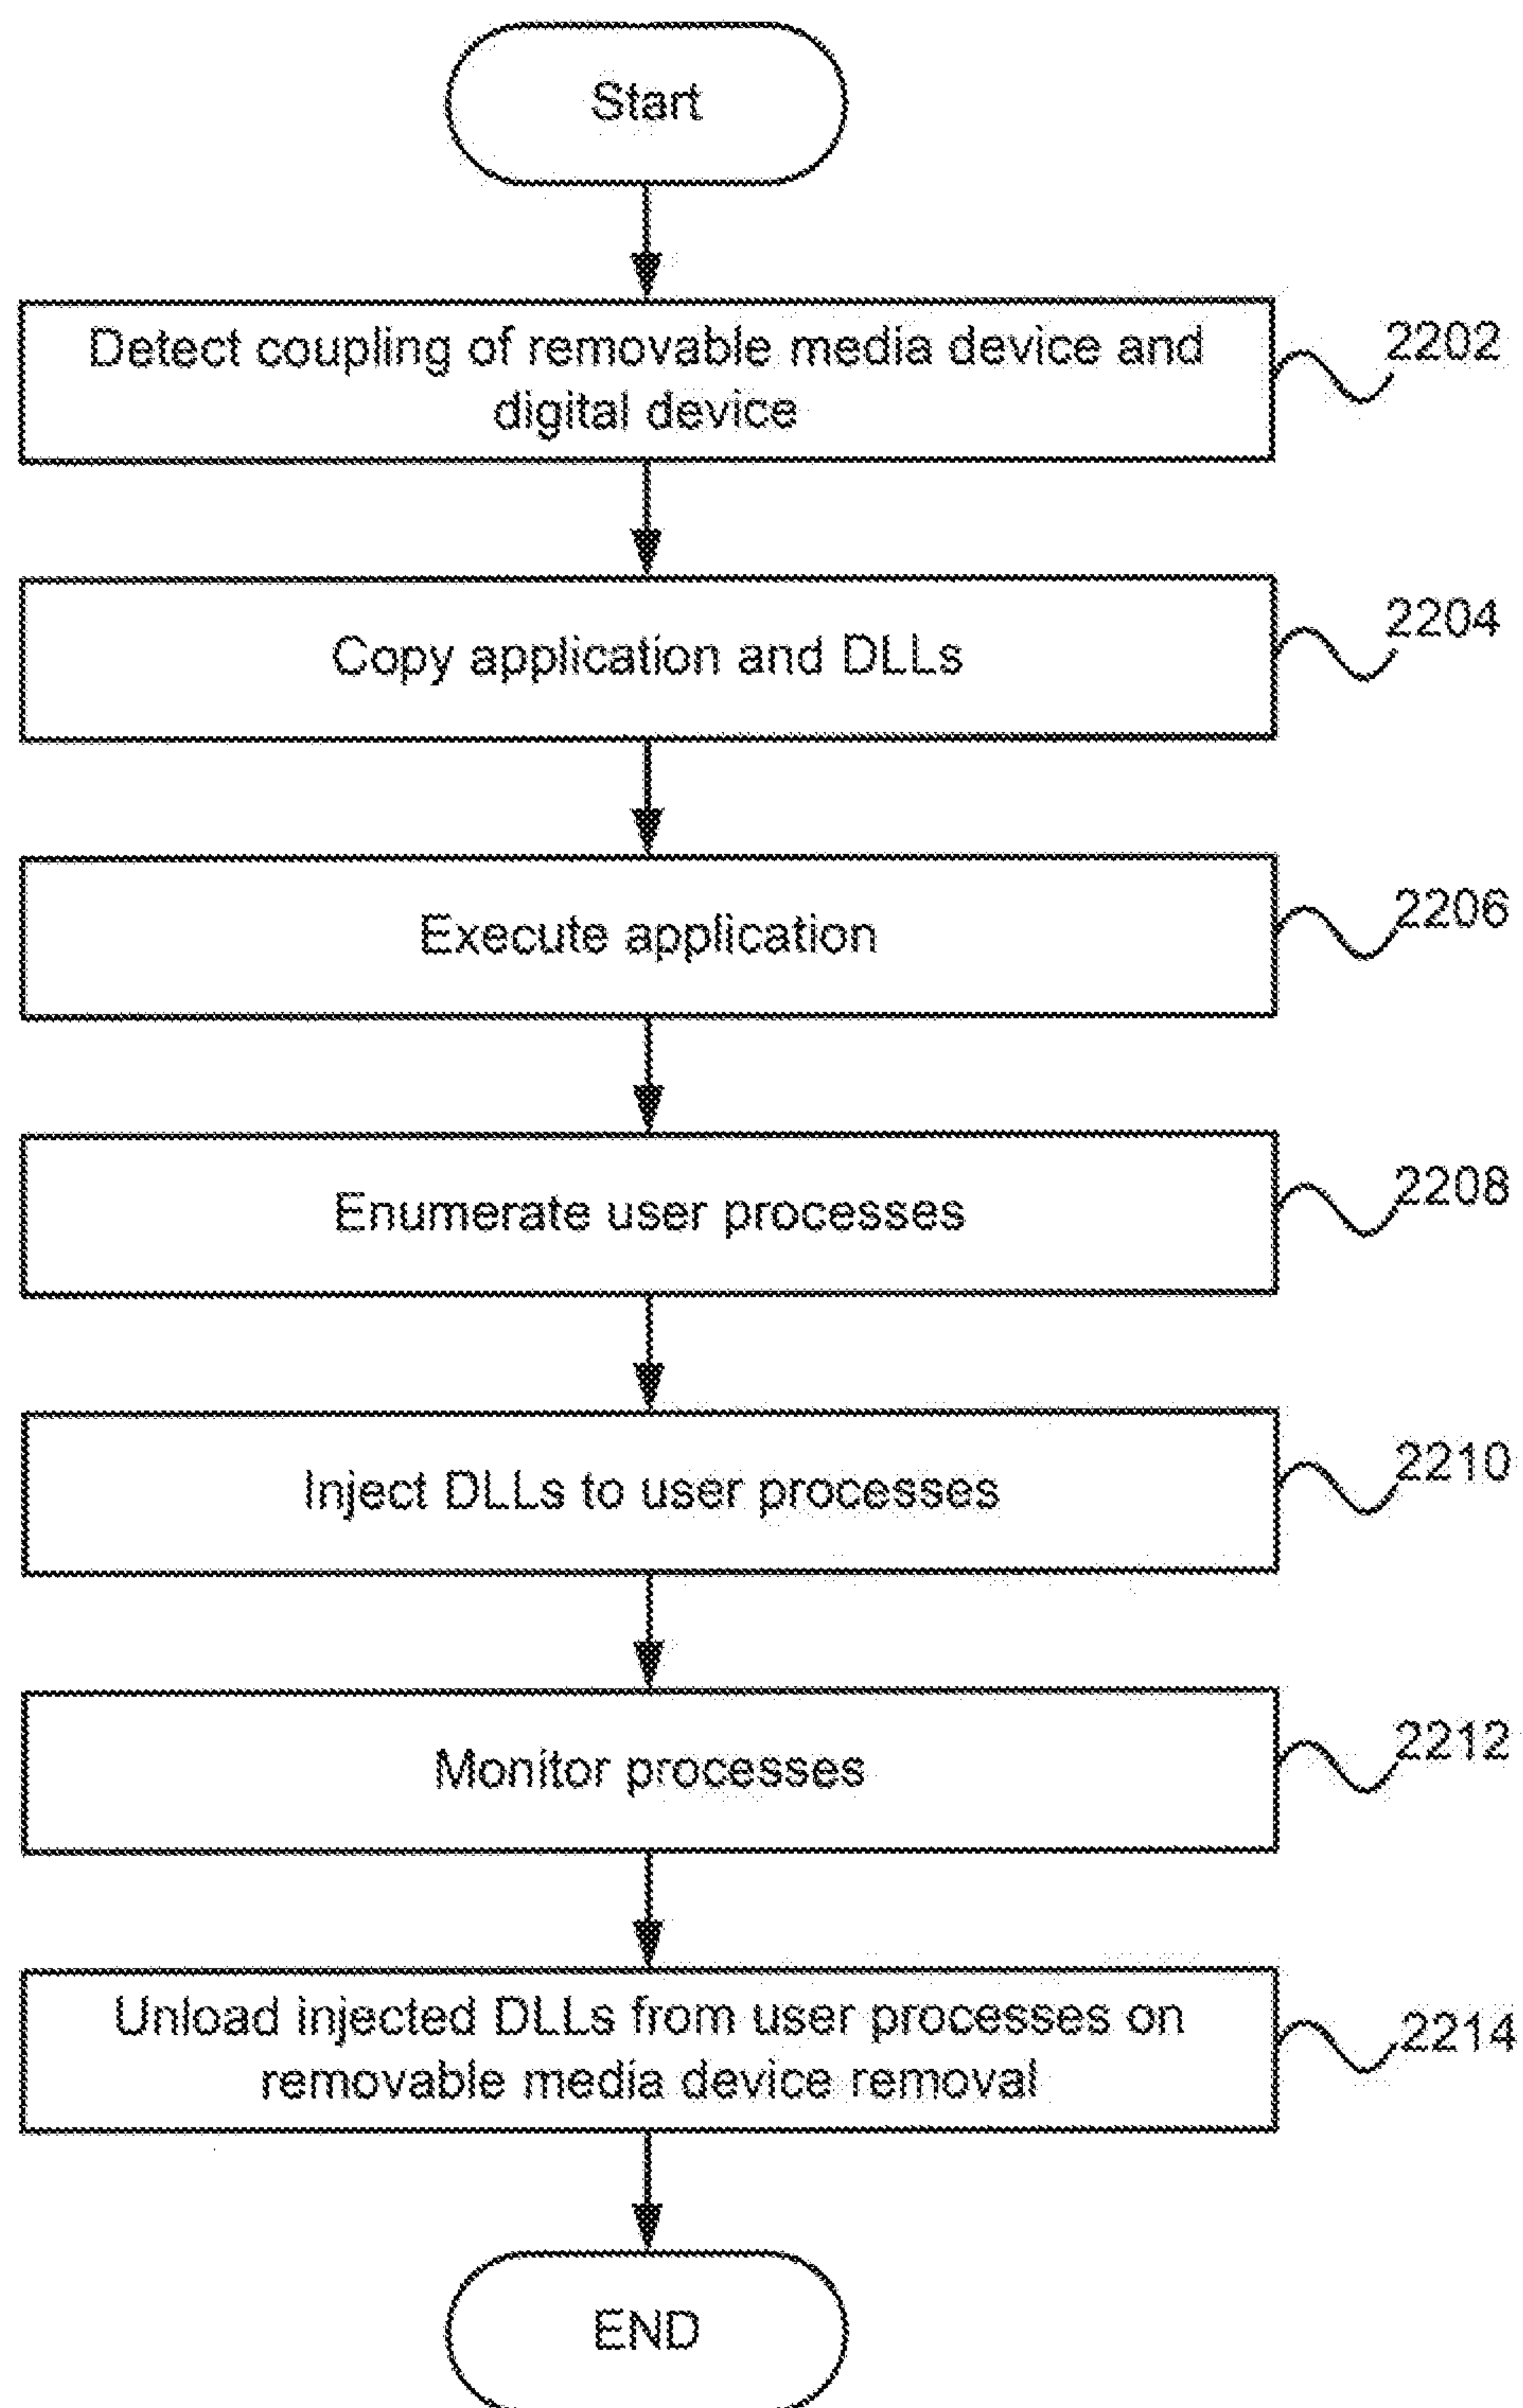 Start
Detect coupling of removable media device and
digital device
2202
Copy application and DLLs
2204
Execute application
2206
Enumerate user processes
2208
Inject DLLs to user processes
2210
Monitor processes
2212
Unload injected DLLs from user processes on
removable media device removal
2214
END